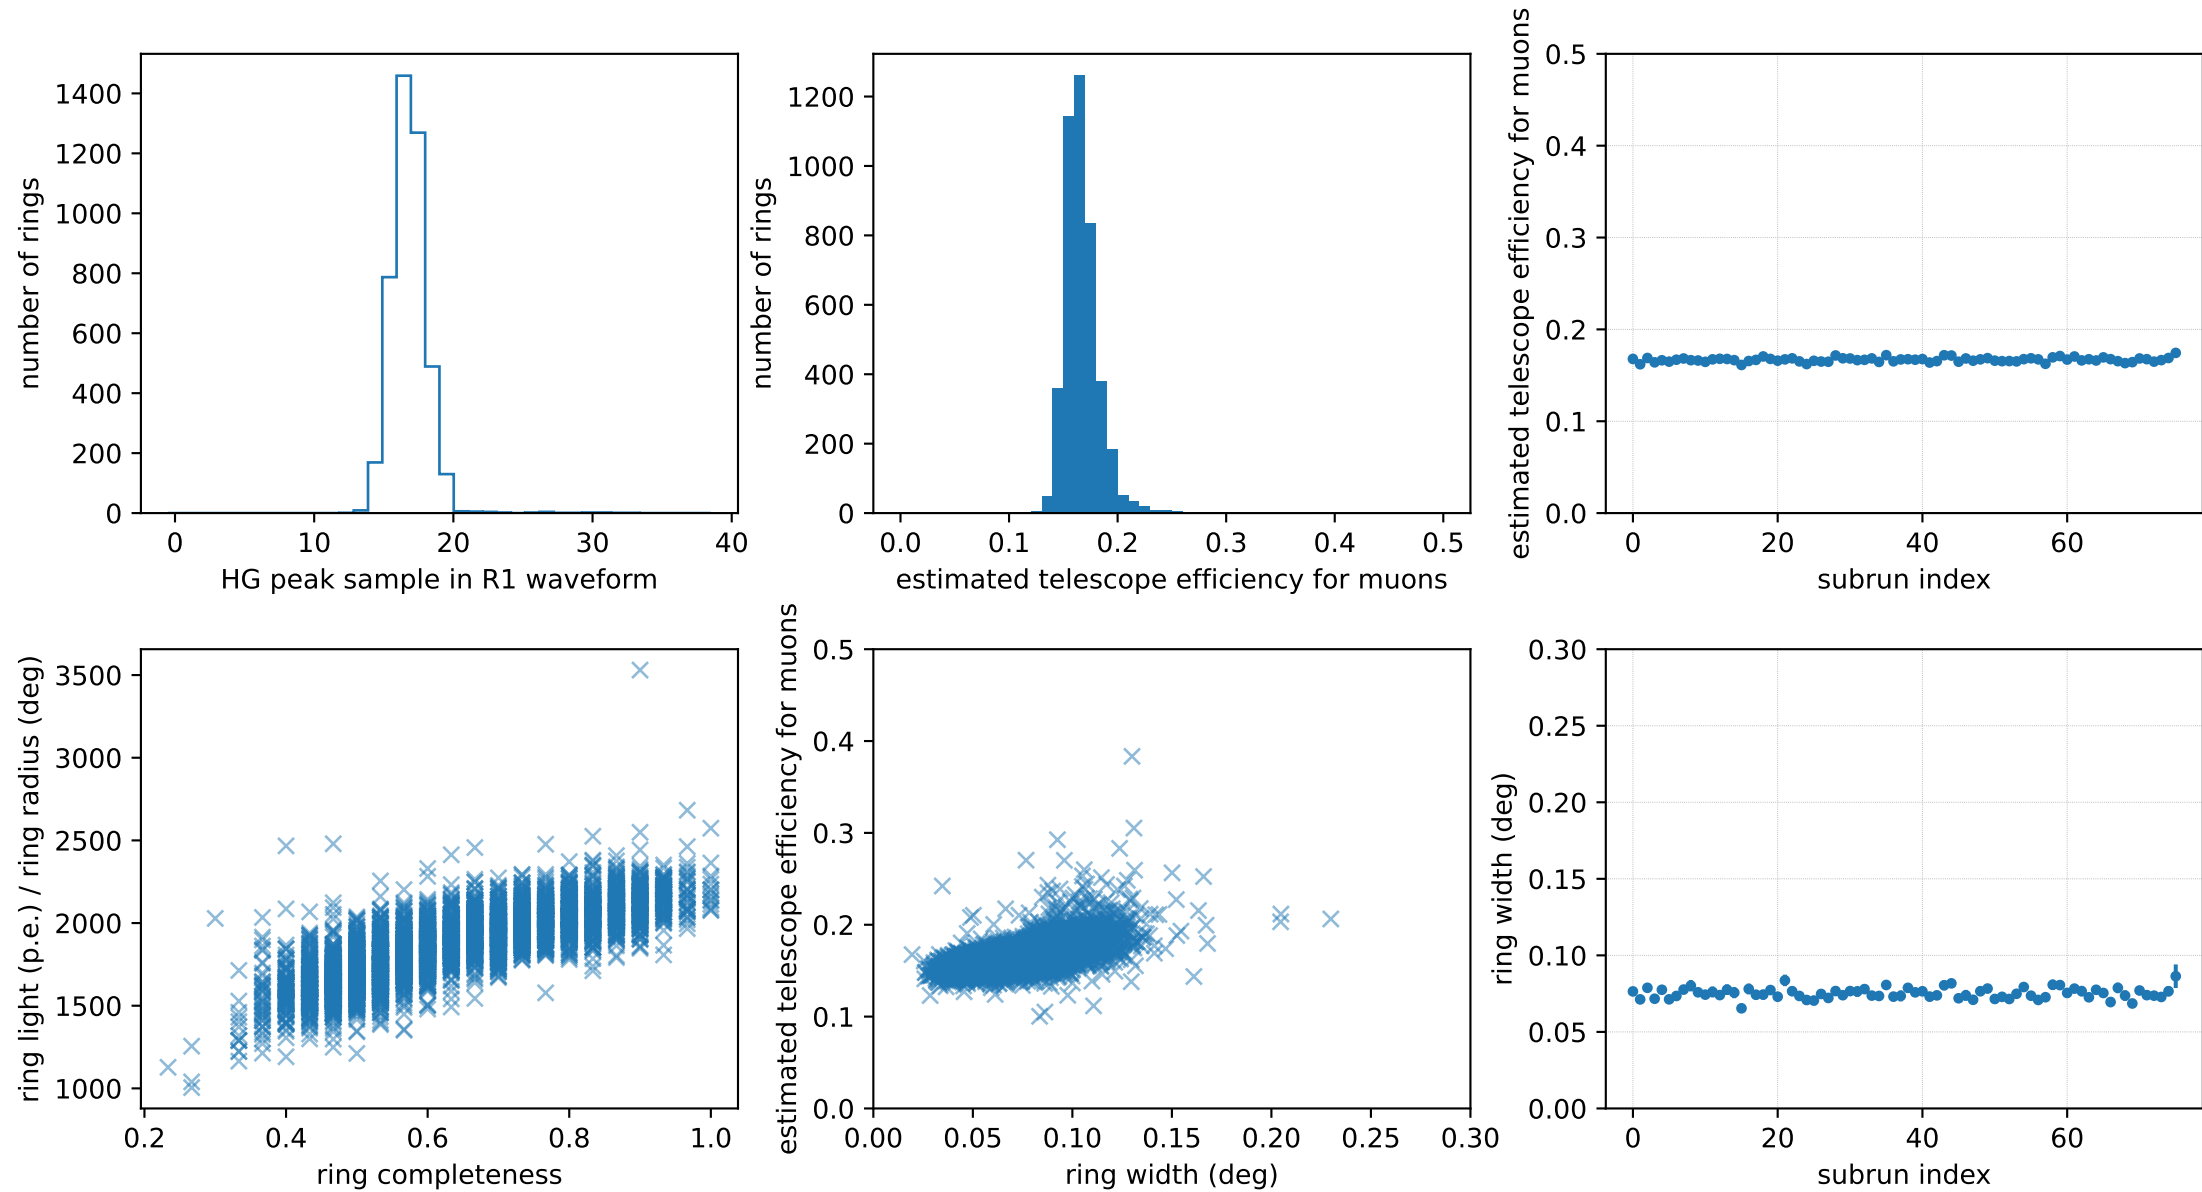 number of rings
1400
1200
1000
800
600
400
200
0
0 10 20 30 40
HG peak sample in R1 waveform
number of rings
1200
1000
800
600
400
200
0
0.0 0.1 0.2 0.3 0.4 0.5
estimated telescope efficiency for muons
estimated telescope efficiency for muons
0.5
0.4
0.3
0.2
0.1
0.0
0 20 40 60
subrun index
ring light (p.e.) / ring radius (deg)
3500
3000
2500
2000
1500
1000
0.2 0.4 0.6 0.8 1.0
ring completeness
estimated telescope efficiency for muons
0.5
0.4
0.3
0.2
0.1
0.0
0.00 0.05 0.10 0.15 0.20 0.25 0.30
ring width (deg)
ring width (deg)
0.30
0.25
0.20
0.15
0.10
0.05
0.00
0 20 40 60
subrun index